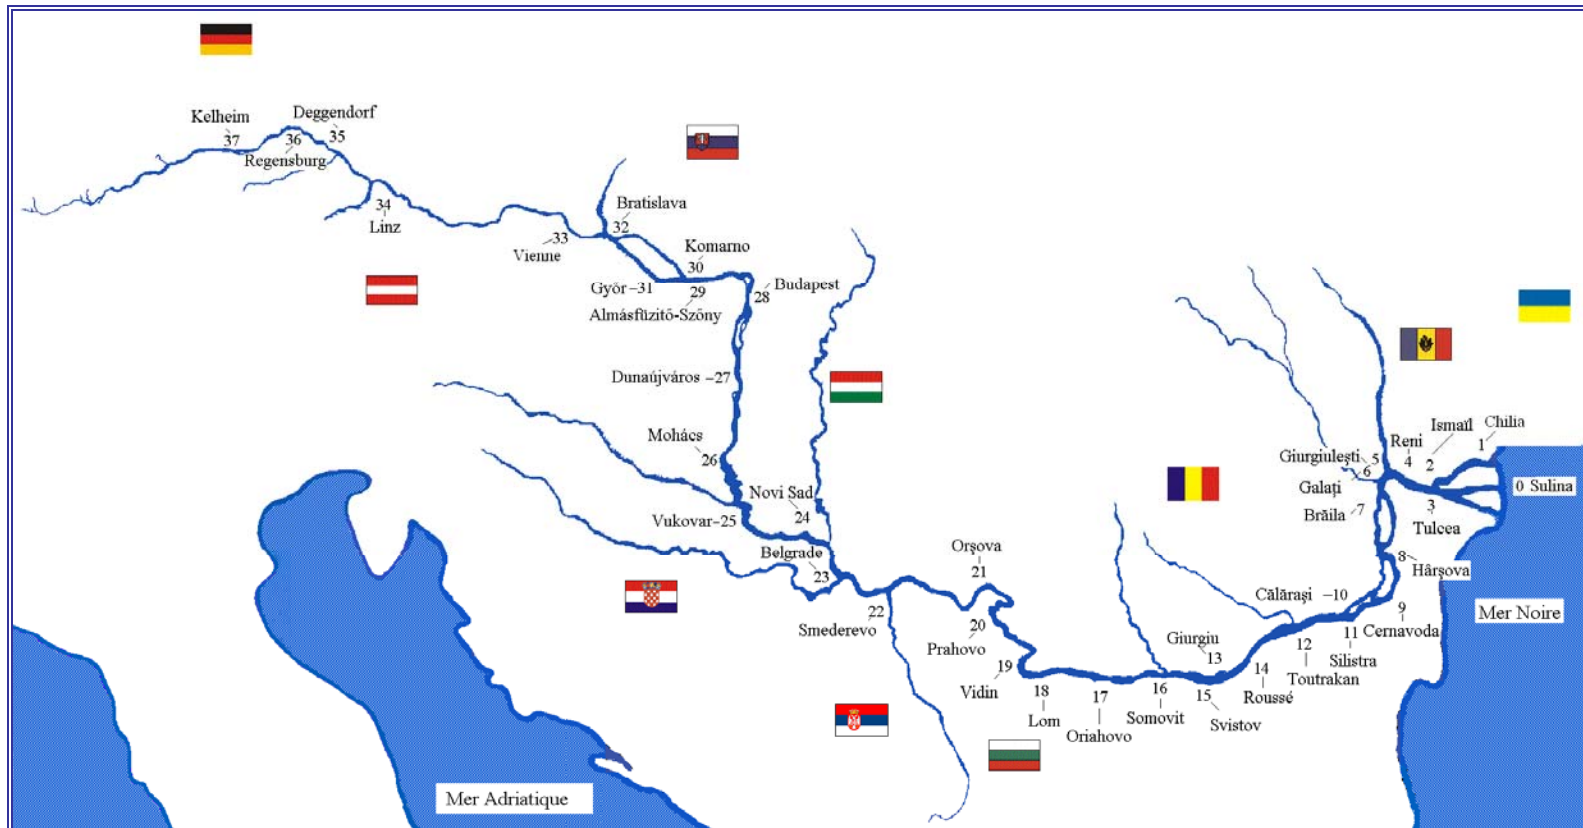 Kelheim
37
Deggendorf
36
35
Regensburg
34
Linz
Bratislava
32
33
Vienne
Komarno
30
Győr –31
29
28
Budapest
Almásfüzitő-Szőny
Dunaújváros –27
Mohács
26
Novi Sad
24
Vukovar–25
Belgrade
23
22
Smederevo
Orşova
21
20
Prahovo
19
Vidin
18
Lom
17
Oriahovo
16
Somovit
15
Svistov
Giurgiu
13
14
Roussé
12
Toutrakan
11
Silistra
Călăraşi –10
9
Cernavoda
8
Hârşova
Brăila
7
Galaţi
6
Giurgiuleşti
5
Reni
4
Ismaïl
2
Chilia
1
0 Sulina
3
Tulcea
Mer Noire
Mer Adriatique